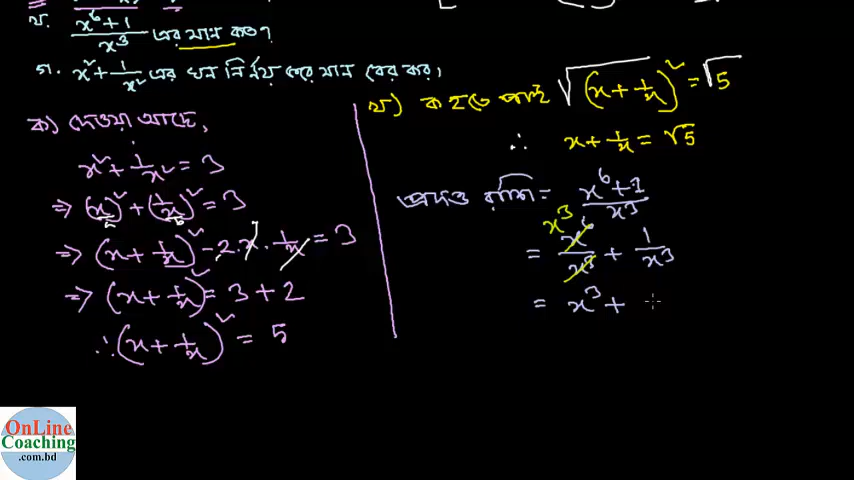 খ. x⁶+1/x³ এর মান কত?
গ. x²+1/x² এর ঘন নির্ণয় করে মান বের কর।
ক) দেওয়া আছে,
x²+1/x² = 3
⇒ (x)²+(1/x)² = 3
⇒ (x+1/x)² - 2.x.1/x = 3
⇒ (x+1/x)² = 3+2
∴ (x+1/x)² = 5
খ) ক হতে পাই √(x+1/x)² = √5
∴ x+1/x = √5
প্রদত্ত রাশি = x⁶+1/x³
x³
= x⁶/x³ + 1/x³
= x³ +
OnLine
Coaching
.com.bd